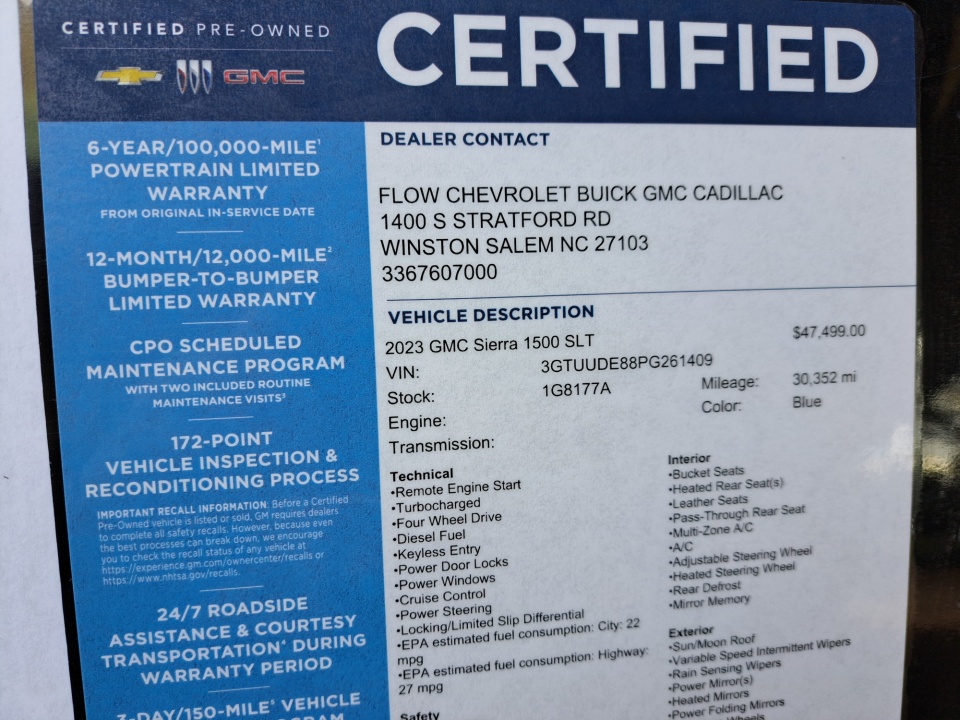 CERTIFIED PRE-OWNED
GMC
CERTIFIED
6-YEAR/100,000-MILE¹
POWERTRAIN LIMITED
WARRANTY
FROM ORIGINAL IN-SERVICE DATE
12-MONTH/12,000-MILE²
BUMPER-TO-BUMPER
LIMITED WARRANTY
CPO SCHEDULED
MAINTENANCE PROGRAM
WITH TWO INCLUDED ROUTINE
MAINTENANCE VISITS³
172-POINT
VEHICLE INSPECTION &
RECONDITIONING PROCESS
IMPORTANT RECALL INFORMATION: Before a Certified
Pre-Owned vehicle is listed or sold, GM requires dealers
to complete all safety recalls. However, because even
the best processes can break down, we encourage
you to check the recall status of any vehicle at
https://experience.gm.com/ownercenter/recalls or
https://www.nhtsa.gov/recalls.
24/7 ROADSIDE
ASSISTANCE & COURTESY
TRANSPORTATION⁴ DURING
WARRANTY PERIOD
3-DAY/150-MILE⁵ VEHICLE
DEALER CONTACT
FLOW CHEVROLET BUICK GMC CADILLAC
1400 S STRATFORD RD
WINSTON SALEM NC 27103
3367607000
VEHICLE DESCRIPTION
2023 GMC Sierra 1500 SLT $47,499.00
VIN: 3GTUUDE88PG261409
Stock: 1G8177A Mileage: 30,352 mi
Engine: Color: Blue
Transmission:
Technical
•Remote Engine Start
•Turbocharged
•Four Wheel Drive
•Diesel Fuel
•Keyless Entry
•Power Door Locks
•Power Windows
•Cruise Control
•Power Steering
•Locking/Limited Slip Differential
•EPA estimated fuel consumption: City: 22
mpg
•EPA estimated fuel consumption: Highway:
27 mpg
Safety
Interior
•Bucket Seats
•Heated Rear Seat(s)
•Leather Seats
•Pass-Through Rear Seat
•Multi-Zone A/C
•A/C
•Adjustable Steering Wheel
•Heated Steering Wheel
•Rear Defrost
•Mirror Memory
Exterior
•Sun/Moon Roof
•Variable Speed Intermittent Wipers
•Rain Sensing Wipers
•Power Mirror(s)
•Heated Mirrors
•Power Folding Mirrors
Wheels